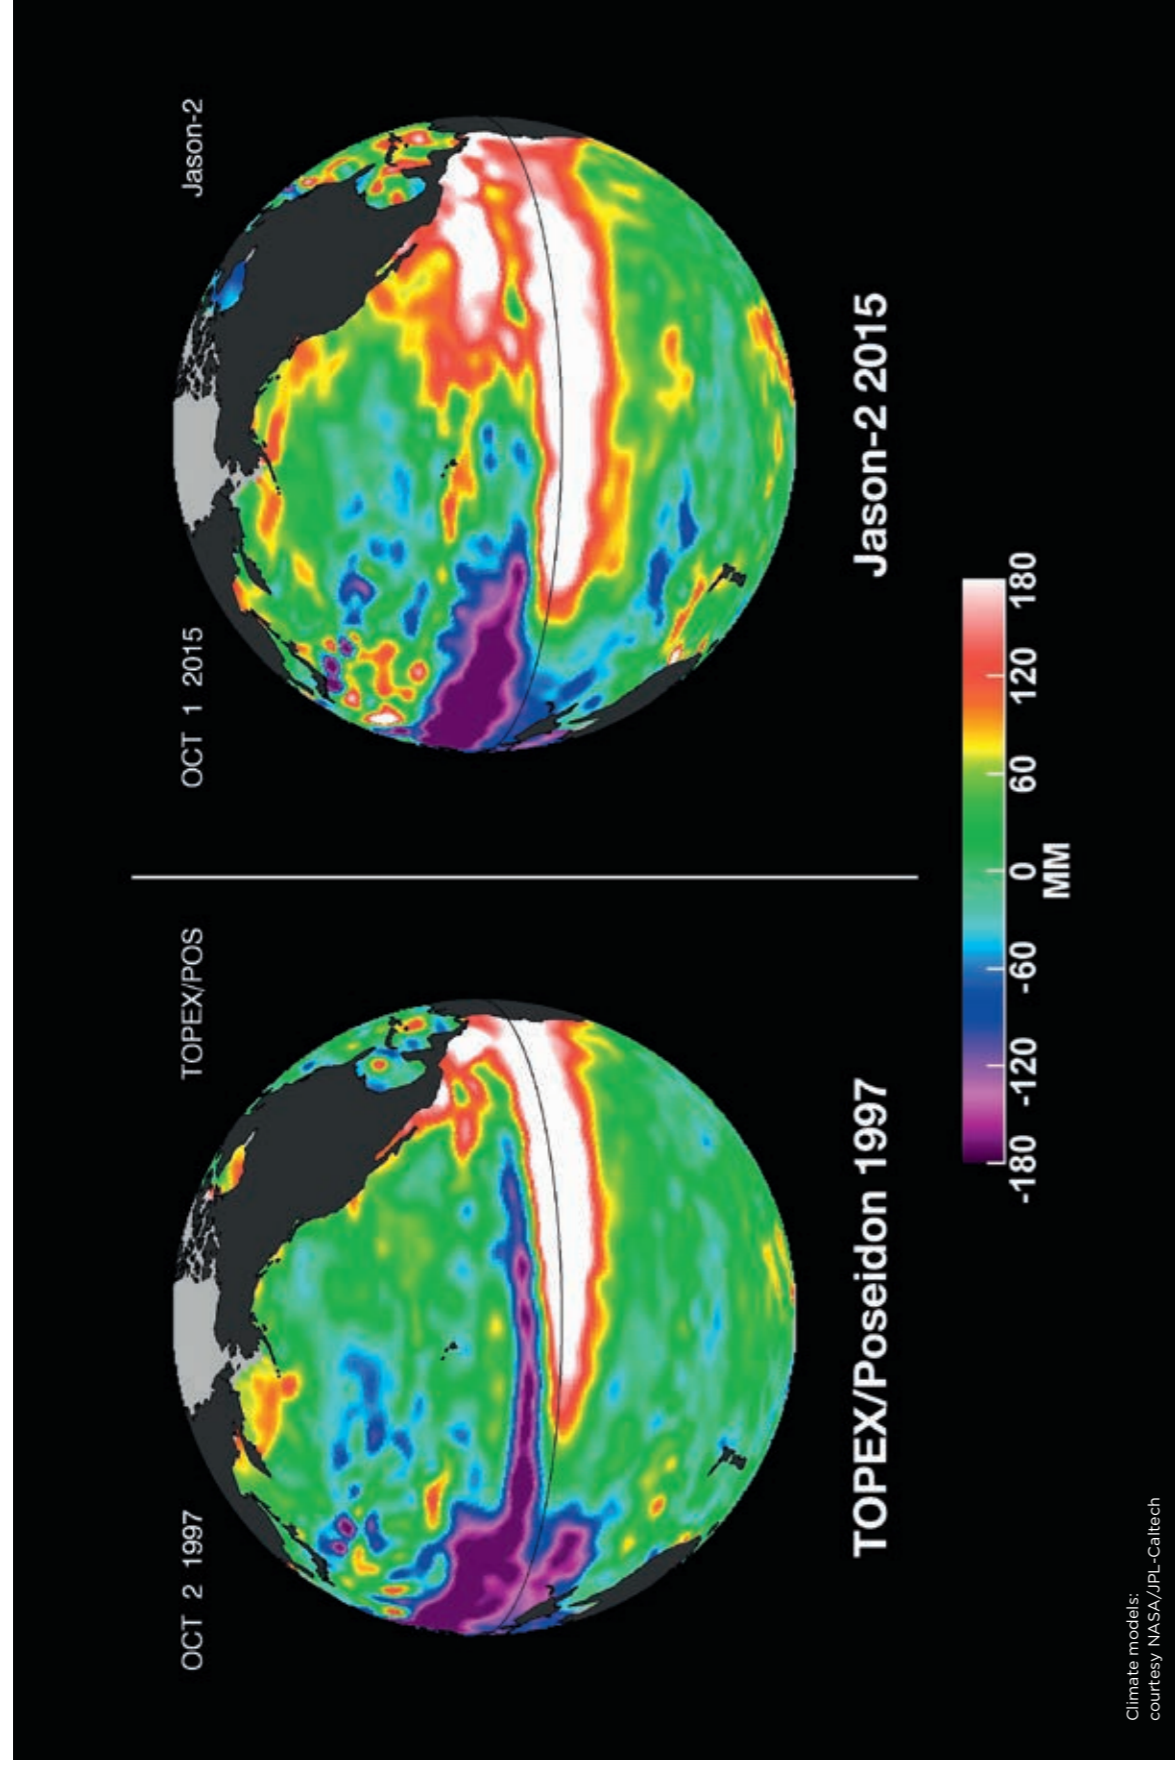 OCT 2 1997
TOPEX/POS
OCT 1 2015
Jason-2
TOPEX/Poseidon 1997
Jason-2 2015
-180 -120 -60 0 60 120 180
MM
Climate models:
courtesy NASA/JPL-Caltech